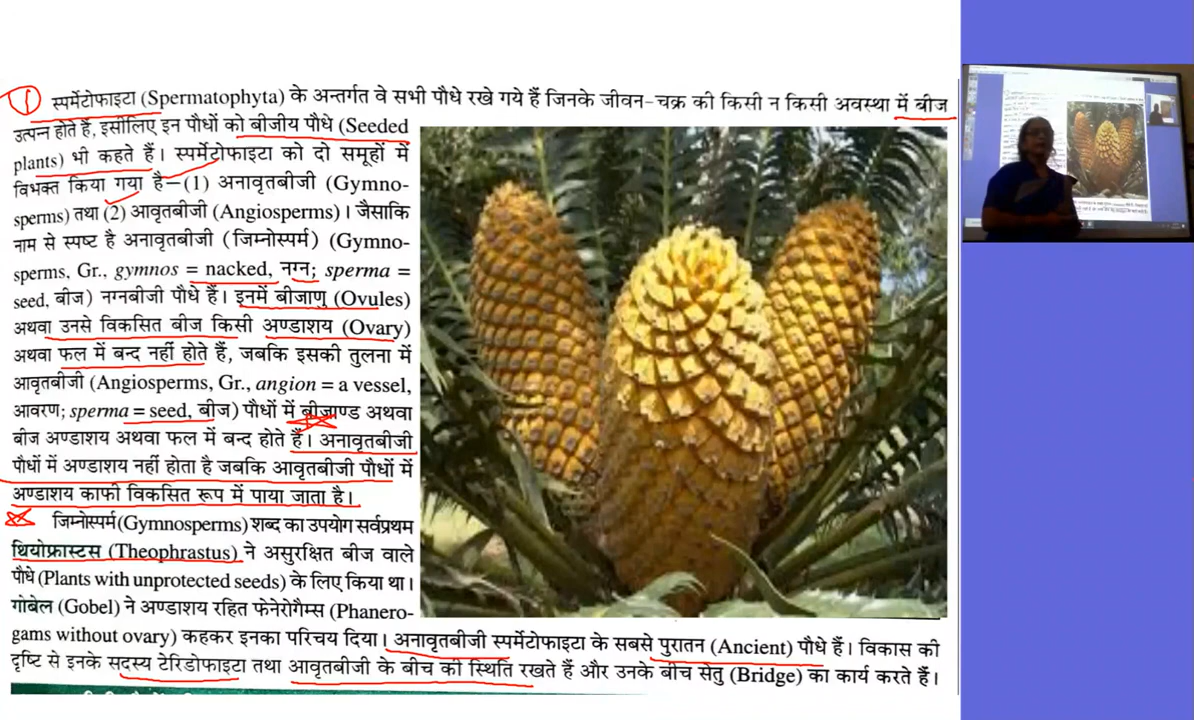 स्पर्मेटोफाइटा (Spermatophyta) के अन्तर्गत वे सभी पौधे रखे गये हैं जिनके जीवन-चक्र की किसी न किसी अवस्था में बीज
उत्पन्न होते हैं, इसीलिए इन पौधों को बीजीय पौधे (Seeded
plants) भी कहते हैं। स्पर्मेटोफाइटा को दो समूहों में
विभक्त किया गया है—(1) अनावृतबीजी (Gymno-
sperms) तथा (2) आवृतबीजी (Angiosperms)। जैसाकि
नाम से स्पष्ट है अनावृतबीजी (जिम्नोस्पर्म) (Gymno-
sperms, Gr., gymnos = nacked, नग्न; sperma =
seed, बीज) नग्नबीजी पौधे हैं। इनमें बीजाणु (Ovules)
अथवा उनसे विकसित बीज किसी अण्डाशय (Ovary)
अथवा फल में बन्द नहीं होते हैं, जबकि इसकी तुलना में
आवृतबीजी (Angiosperms, Gr., angion = a vessel,
आवरण; sperma = seed, बीज) पौधों में बीजाण्ड अथवा
बीज अण्डाशय अथवा फल में बन्द होते हैं। अनावृतबीजी
पौधों में अण्डाशय नहीं होता है जबकि आवृतबीजी पौधों में
अण्डाशय काफी विकसित रूप में पाया जाता है।
जिम्नोस्पर्म (Gymnosperms) शब्द का उपयोग सर्वप्रथम
थियोफ्रास्टस (Theophrastus) ने असुरक्षित बीज वाले
पौधे (Plants with unprotected seeds) के लिए किया था।
गोबेल (Gobel) ने अण्डाशय रहित फेनेरोगैम्स (Phanero-
gams without ovary) कहकर इनका परिचय दिया। अनावृतबीजी स्पर्मेटोफाइटा के सबसे पुरातन (Ancient) पौधे हैं। विकास की
दृष्टि से इनके सदस्य टेरिडोफाइटा तथा आवृतबीजी के बीच की स्थिति रखते हैं और उनके बीच सेतु (Bridge) का कार्य करते हैं।